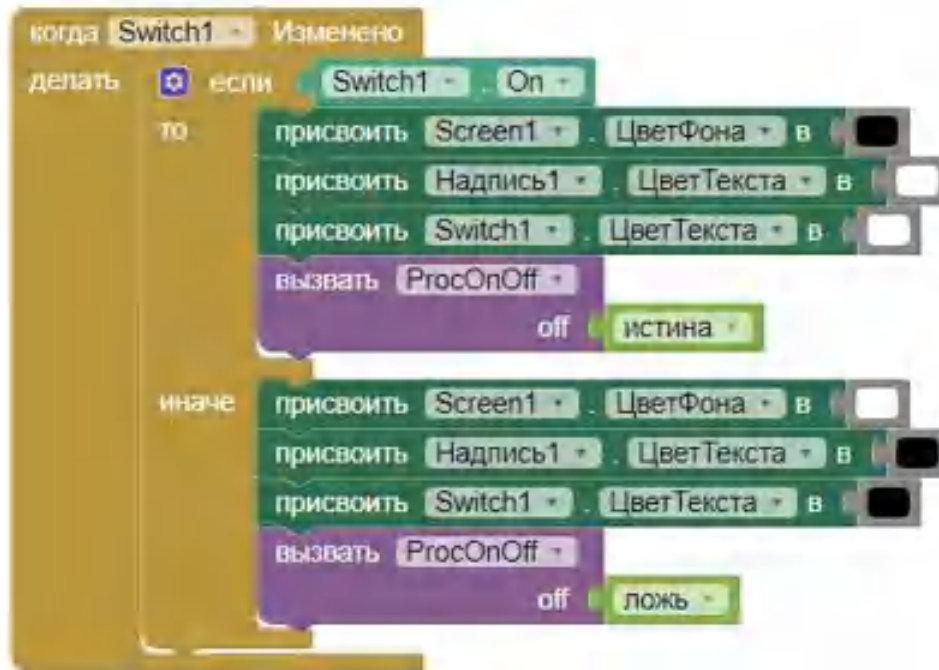 когда Switch1 Изменено
делать если Switch1 . On
то присвоить Screen1 . ЦветФона в
присвоить Надпись1 . ЦветТекста в
присвоить Switch1 . ЦветТекста в
вызвать ProcOnOff
off истина
иначе присвоить Screen1 . ЦветФона в
присвоить Надпись1 . ЦветТекста в
присвоить Switch1 . ЦветТекста в
вызвать ProcOnOff
off ложь